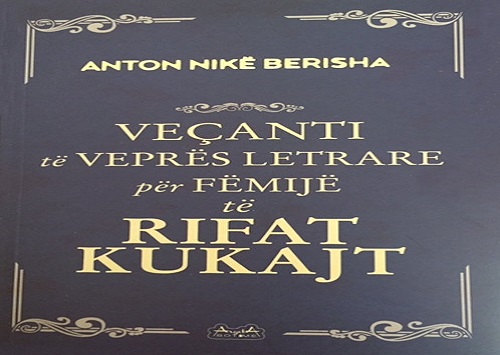 ANTON NIKË BERISHA
VEÇANTI
të VEPRËS LETRARE
për FËMIJË
të
RIFAT
KUKAJT